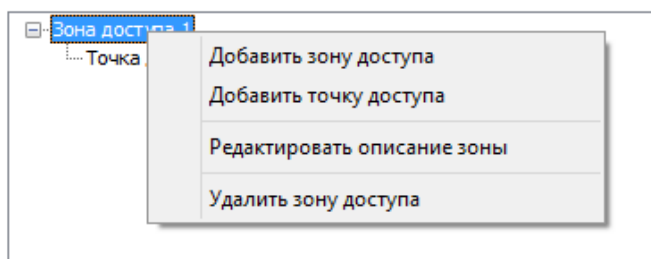 Зона доступа 1
Точка
Добавить зону доступа
Добавить точку доступа
Редактировать описание зоны
Удалить зону доступа